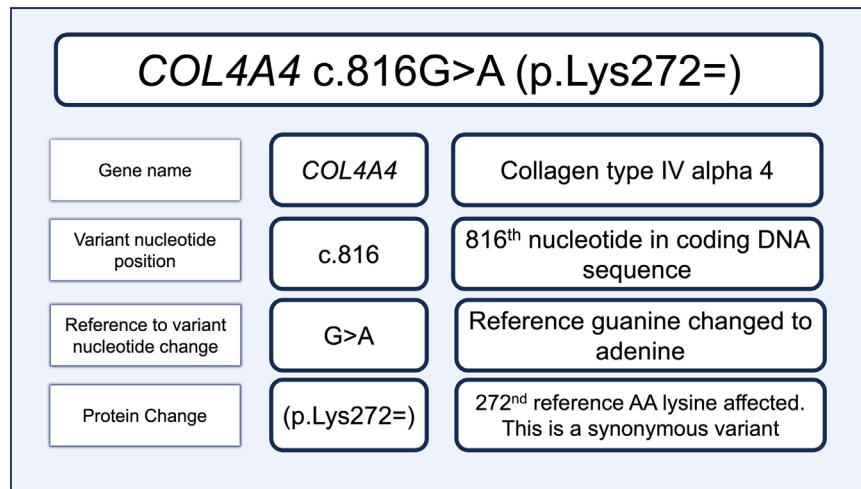 COL4A4 c.816G>A (p.Lys272=)
Gene name
COL4A4
Collagen type IV alpha 4
Variant nucleotide
position
c.816
816th nucleotide in coding DNA
sequence
Reference to variant
nucleotide change
G>A
Reference guanine changed to
adenine
Protein Change
(p.Lys272=)
272nd reference AA lysine affected.
This is a synonymous variant